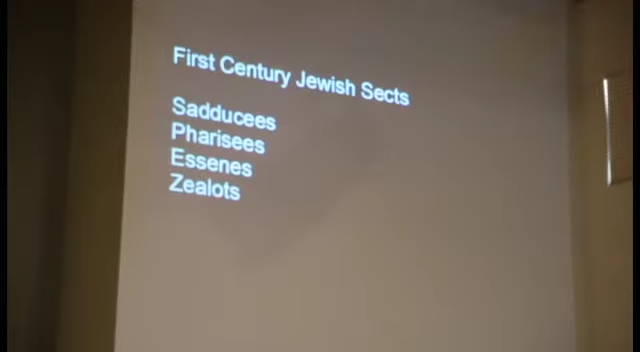 First Century Jewish Sects
Sadducees
Pharisees
Essenes
Zealots